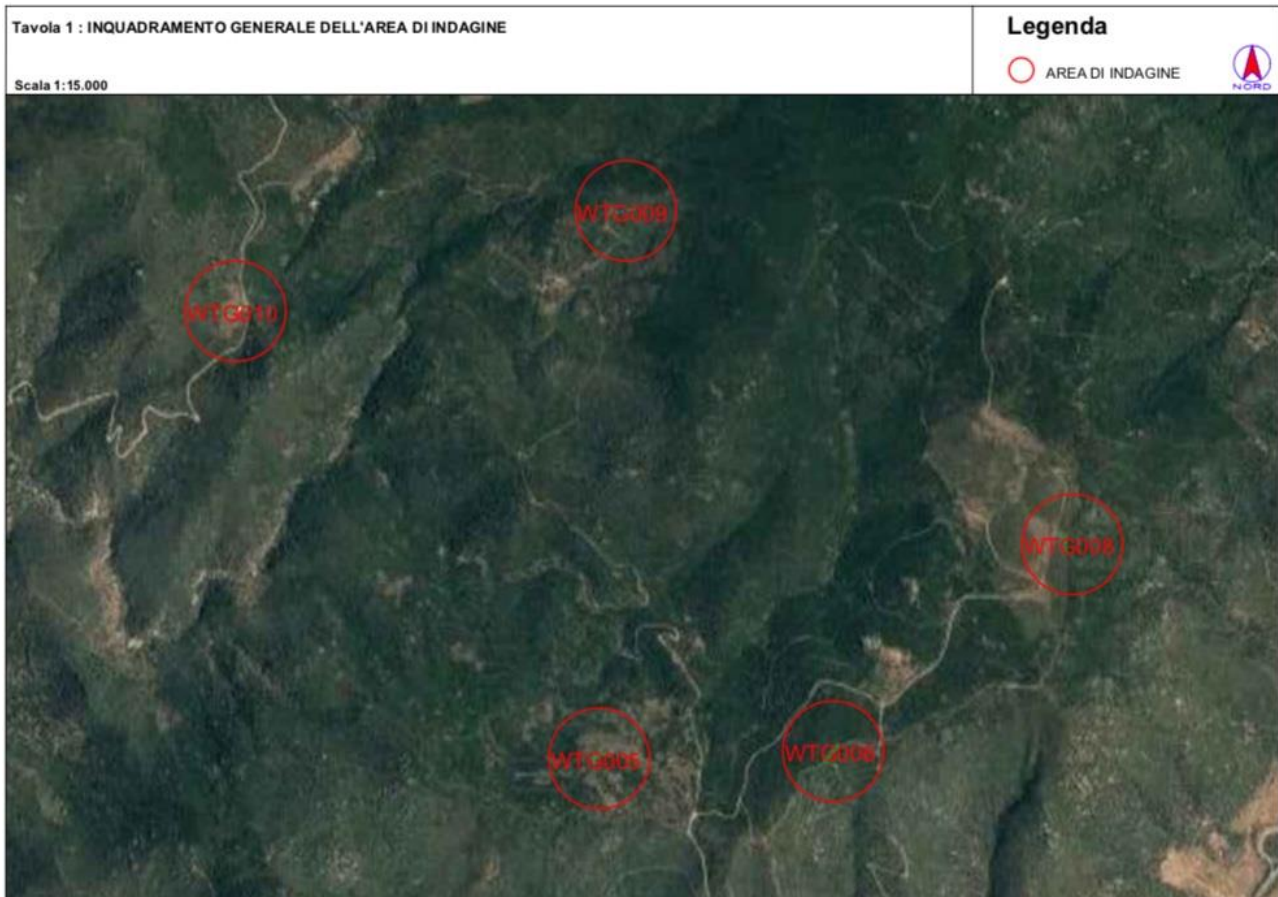 Tavola 1 : INQUADRAMENTO GENERALE DELL'AREA DI INDAGINE
Scala 1:15.000
Legenda
AREA DI INDAGINE
NORD
WTG009
WTG010
WTG008
WTG005
WTG006